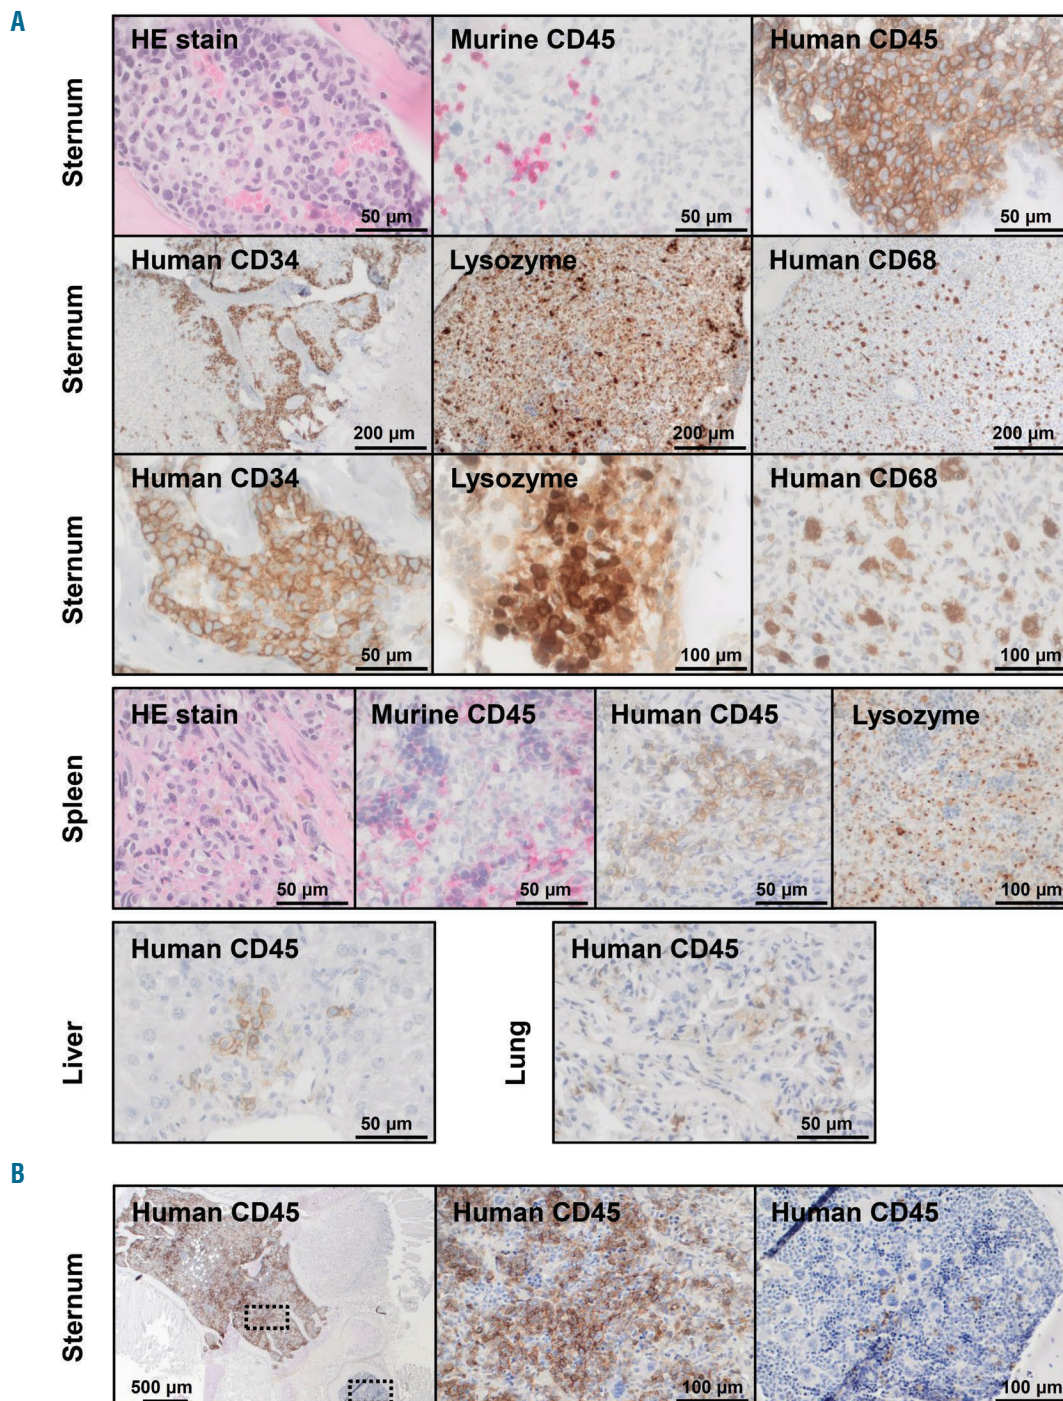 A
HE stain
Murine CD45
Human CD45
Sternum
50 µm
50 µm
50 µm
Human CD34
Lysozyme
Human CD68
Sternum
200 µm
200 µm
200 µm
Human CD34
Lysozyme
Human CD68
Sternum
50 µm
100 µm
100 µm
HE stain
Murine CD45
Human CD45
Lysozyme
Spleen
50 µm
50 µm
50 µm
100 µm
Human CD45
Human CD45
Liver
Lung
50 µm
50 µm
B
Human CD45
Human CD45
Human CD45
Sternum
500 µm
100 µm
100 µm